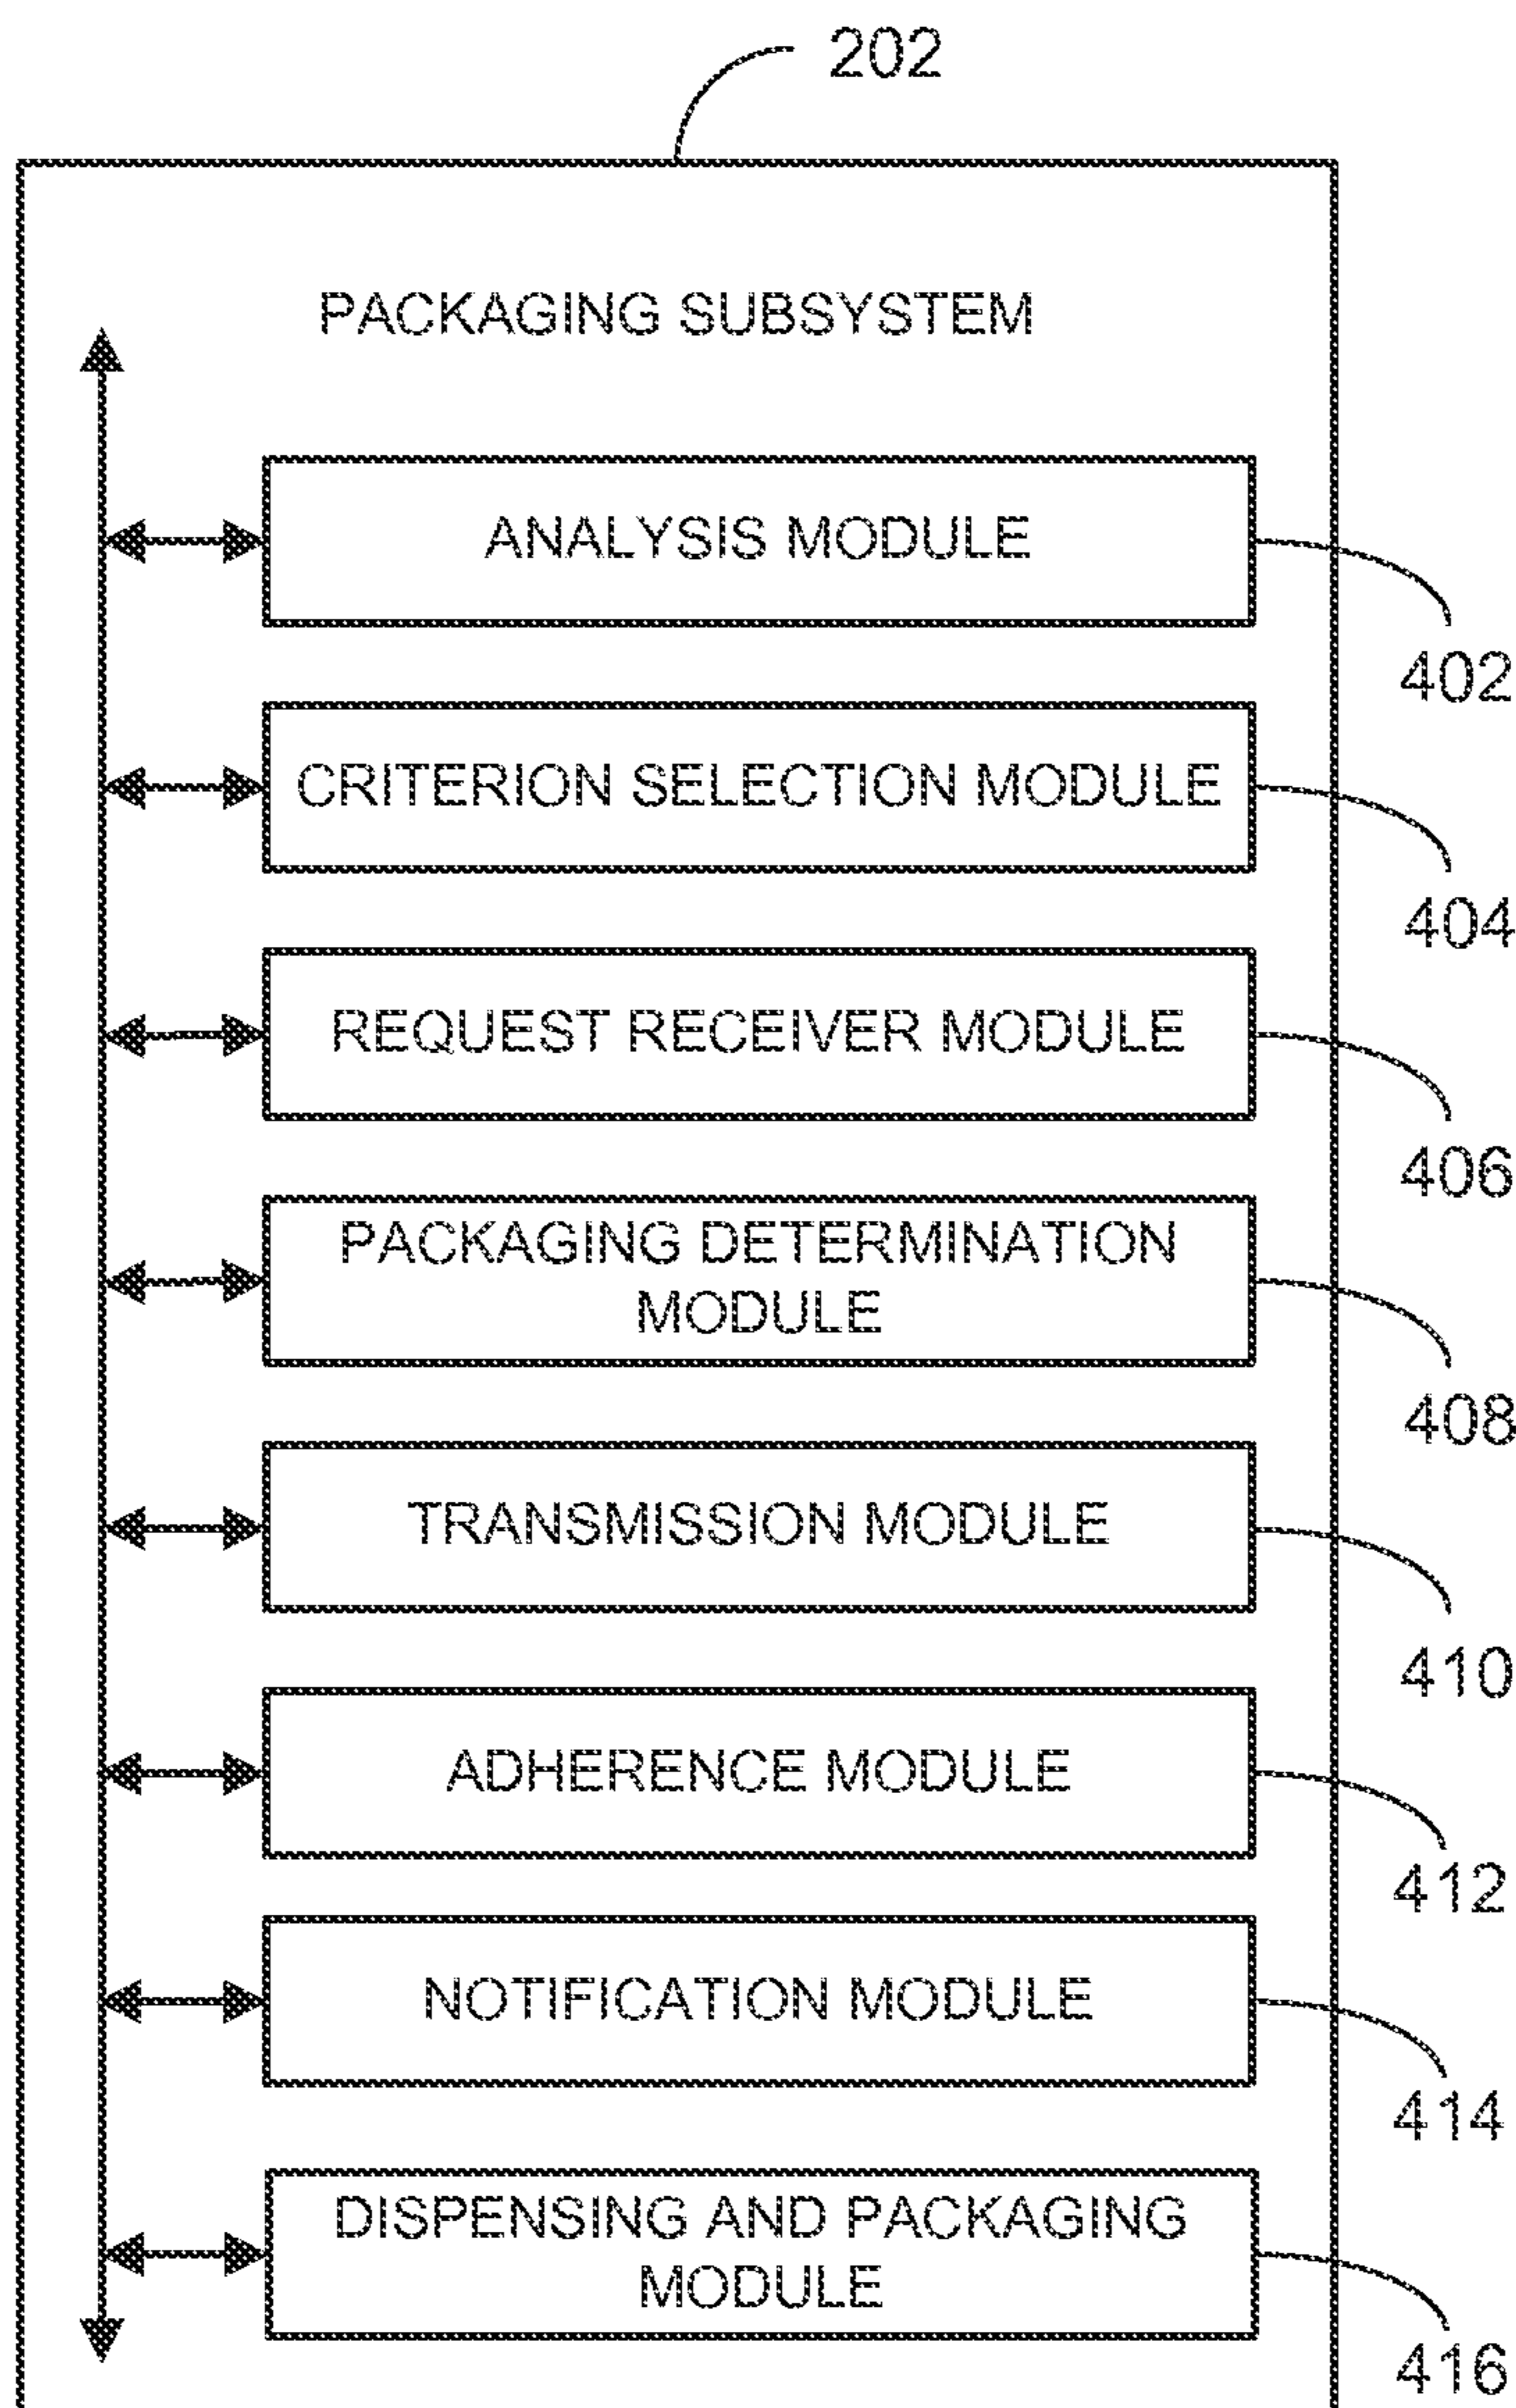 202
PACKAGING SUBSYSTEM
ANALYSIS MODULE
402
CRITERION SELECTION MODULE
404
REQUEST RECEIVER MODULE
406
PACKAGING DETERMINATION
MODULE
408
TRANSMISSION MODULE
410
ADHERENCE MODULE
412
NOTIFICATION MODULE
414
DISPENSING AND PACKAGING
MODULE
416